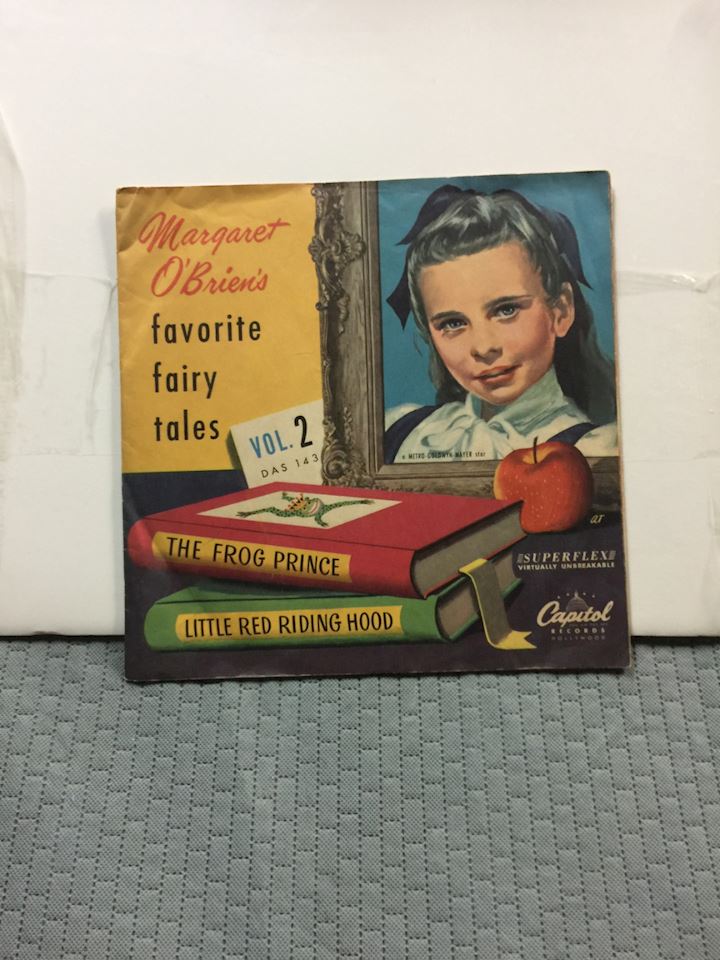 Margaret
O'Brien's
favorite
fairy
tales
VOL. 2
DAS 143
a METRO-GOLDWYN-MAYER star
at
THE FROG PRINCE
LITTLE RED RIDING HOOD
SUPERFLEX
VIRTUALLY UNBREAKABLE
Capitol
RECORDS
HOLLYWOOD